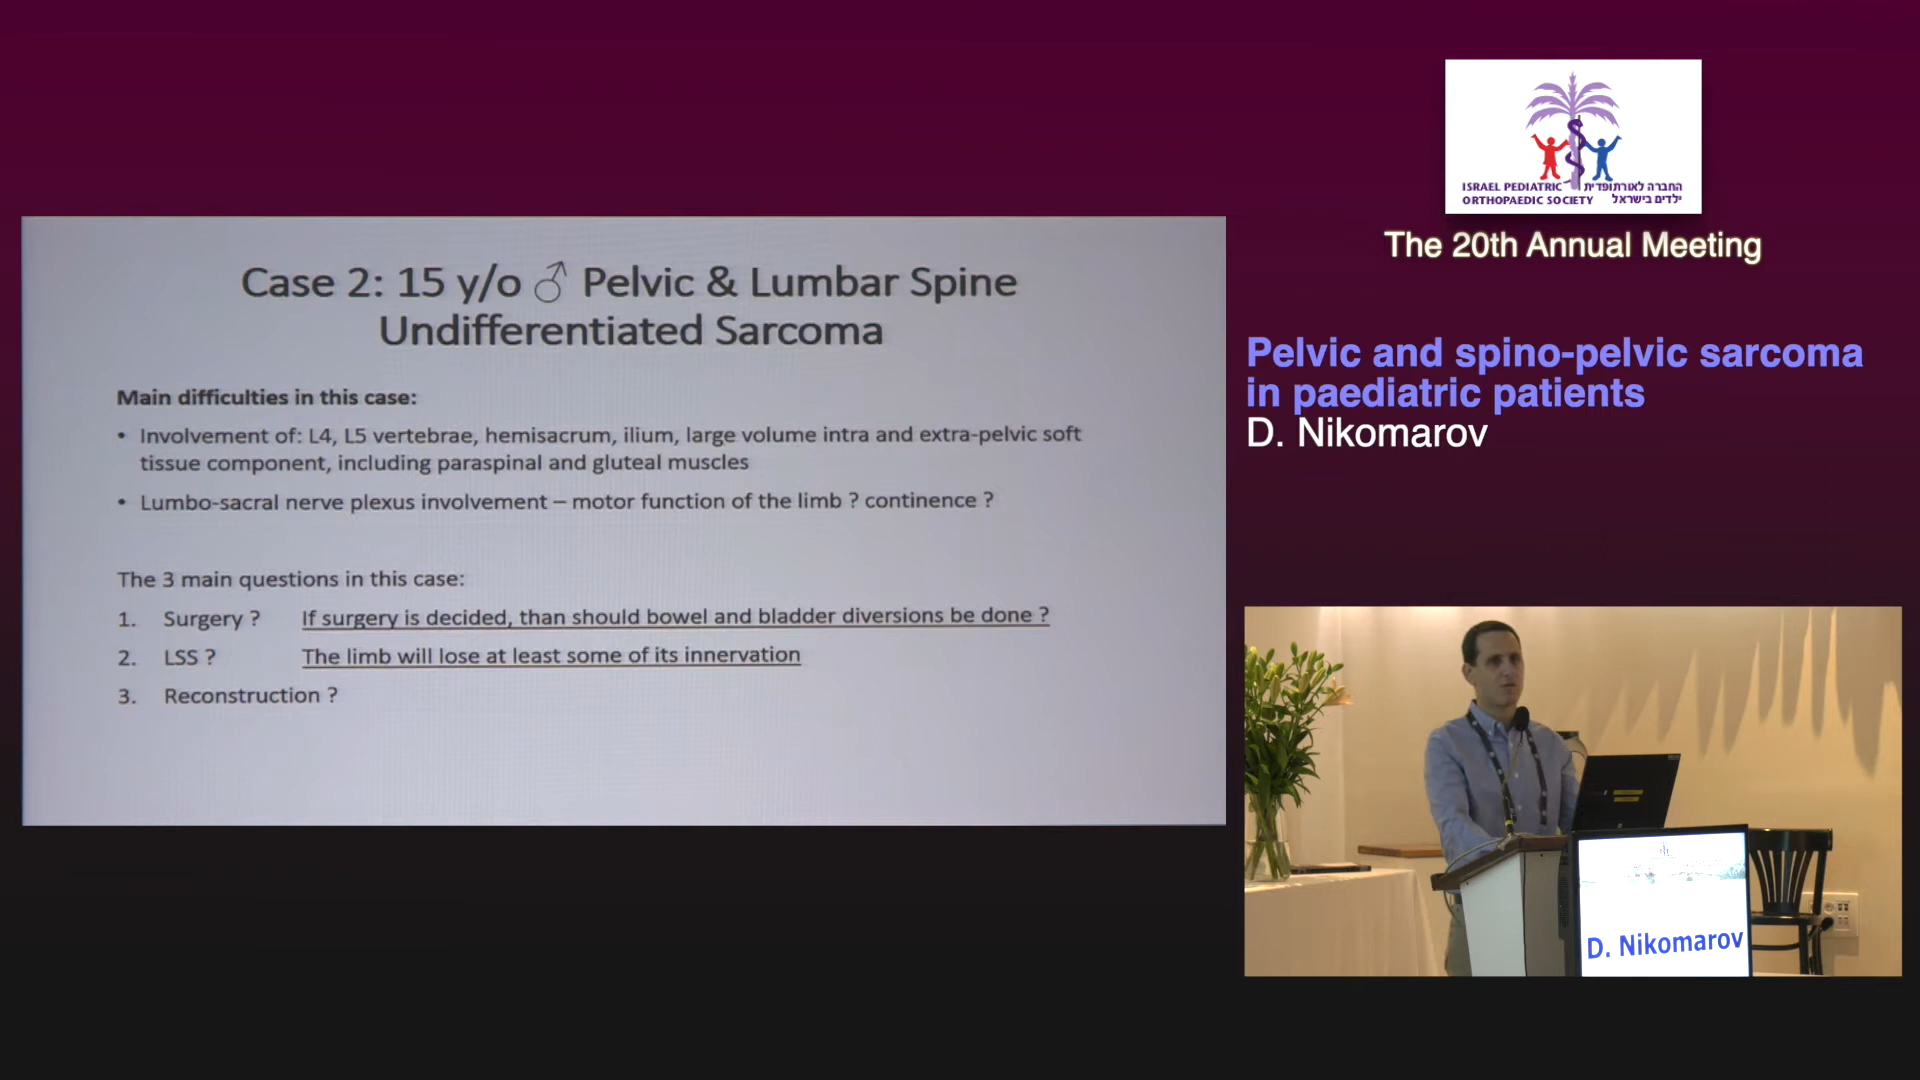 Case 2: 15 y/o ♂ Pelvic & Lumbar Spine
Undifferentiated Sarcoma
Main difficulties in this case:
• Involvement of: L4, L5 vertebrae, hemisacrum, ilium, large volume intra and extra-pelvic soft
tissue component, including paraspinal and gluteal muscles
• Lumbo-sacral nerve plexus involvement – motor function of the limb ? continence ?
The 3 main questions in this case:
1. Surgery ? If surgery is decided, than should bowel and bladder diversions be done ?
2. LSS ? The limb will lose at least some of its innervation
3. Reconstruction ?
ISRAEL PEDIATRIC החברה לאורתופדית
ORTHOPAEDIC SOCIETY ילדים בישראל
The 20th Annual Meeting
Pelvic and spino-pelvic sarcoma
in paediatric patients
D. Nikomarov
D. Nikomarov